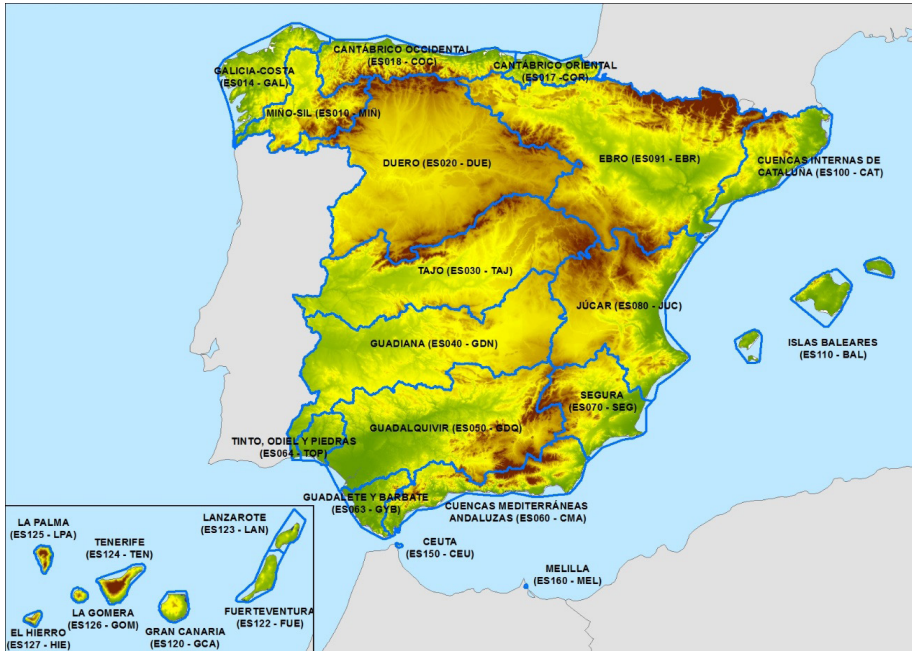 CANTÁBRICO OCCIDENTAL
(ES018 - COC)
CANTÁBRICO ORIENTAL
(ES017 -COR)
GALICIA-COSTA
(ES014 - GAL)
MIÑO-SIL (ES010 - MIÑ)
DUERO (ES020 - DUE)
EBRO (ES091 - EBR)
CUENCAS INTERNAS DE
CATALUÑA (ES100 - CAT)
TAJO (ES030 - TAJ)
JÚCAR (ES080 - JUC)
ISLAS BALEARES
(ES110 - BAL)
GUADIANA (ES040 - GDN)
SEGURA
(ES070 - SEG)
GUADALQUIVIR (ES050 - GDQ)
TINTO, ODIEL Y PIEDRAS
(ES064 - TOP)
GUADALETE Y BARBATE
(ES063 - GYB)
CUENCAS MEDITERRÁNEAS
ANDALUZAS (ES060 - CMA)
CEUTA
(ES150 - CEU)
MELILLA
(ES160 - MEL)
LA PALMA
(ES125 - LPA)
TENERIFE
(ES124 - TEN)
LANZAROTE
(ES123 - LAN)
EL HIERRO
(ES127 - HIE)
LA GOMERA
(ES126 - GOM)
GRAN CANARIA
(ES120 - GCA)
FUERTEVENTURA
(ES122 - FUE)